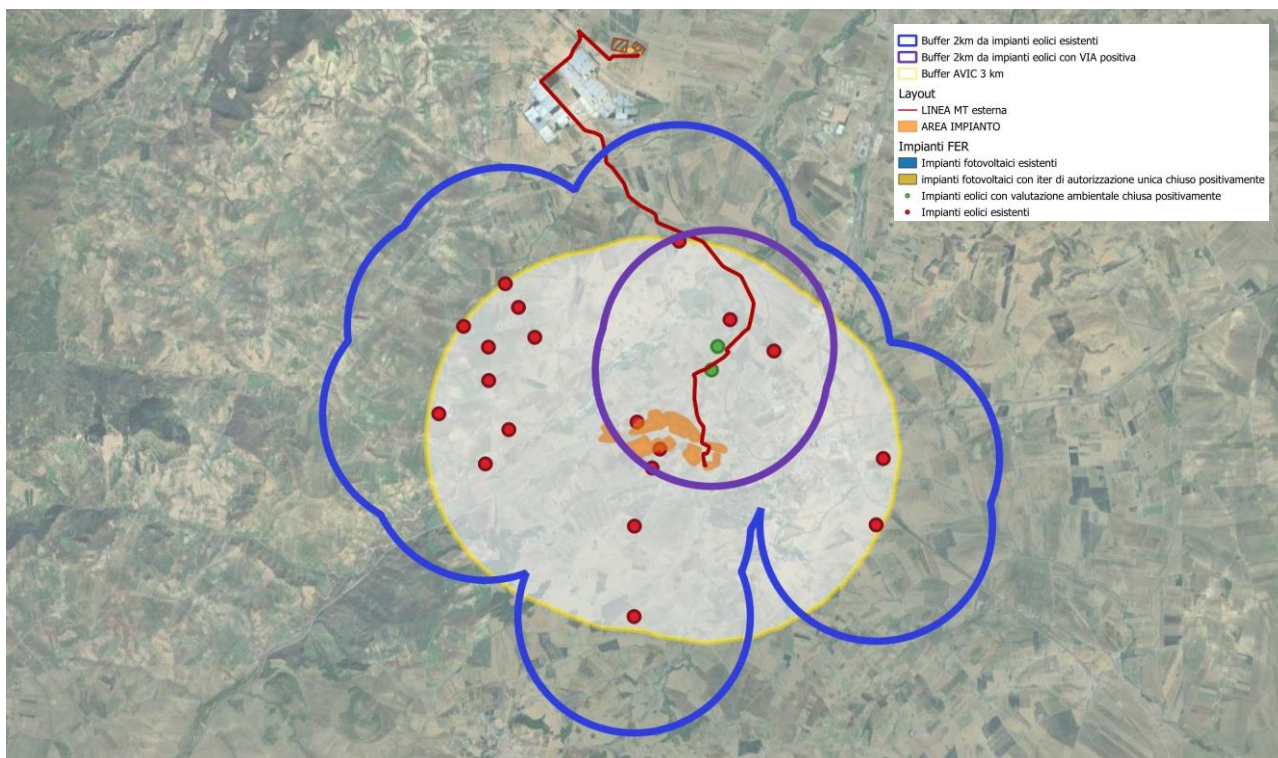 Buffer 2km da impianti eolici esistenti
Buffer 2km da impianti eolici con VIA positiva
Buffer AVIC 3 km
Layout
LINEA MT esterna
AREA IMPIANTO
Impianti FER
Impianti fotovoltaici esistenti
impianti fotovoltaici con iter di autorizzazione unica chiuso positivamente
Impianti eolici con valutazione ambientale chiusa positivamente
Impianti eolici esistenti